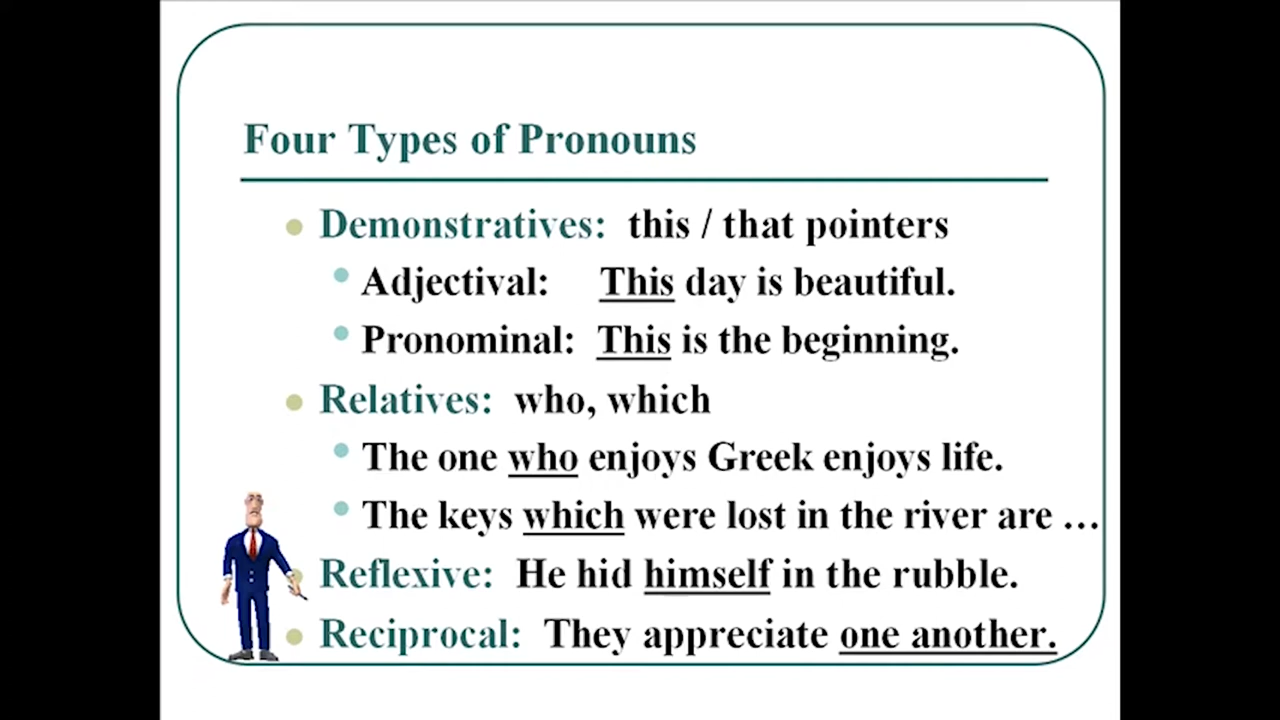 Four Types of Pronouns
Demonstratives: this / that pointers
Adjectival: This day is beautiful.
Pronominal: This is the beginning.
Relatives: who, which
The one who enjoys Greek enjoys life.
The keys which were lost in the river are …
Reflexive: He hid himself in the rubble.
Reciprocal: They appreciate one another.